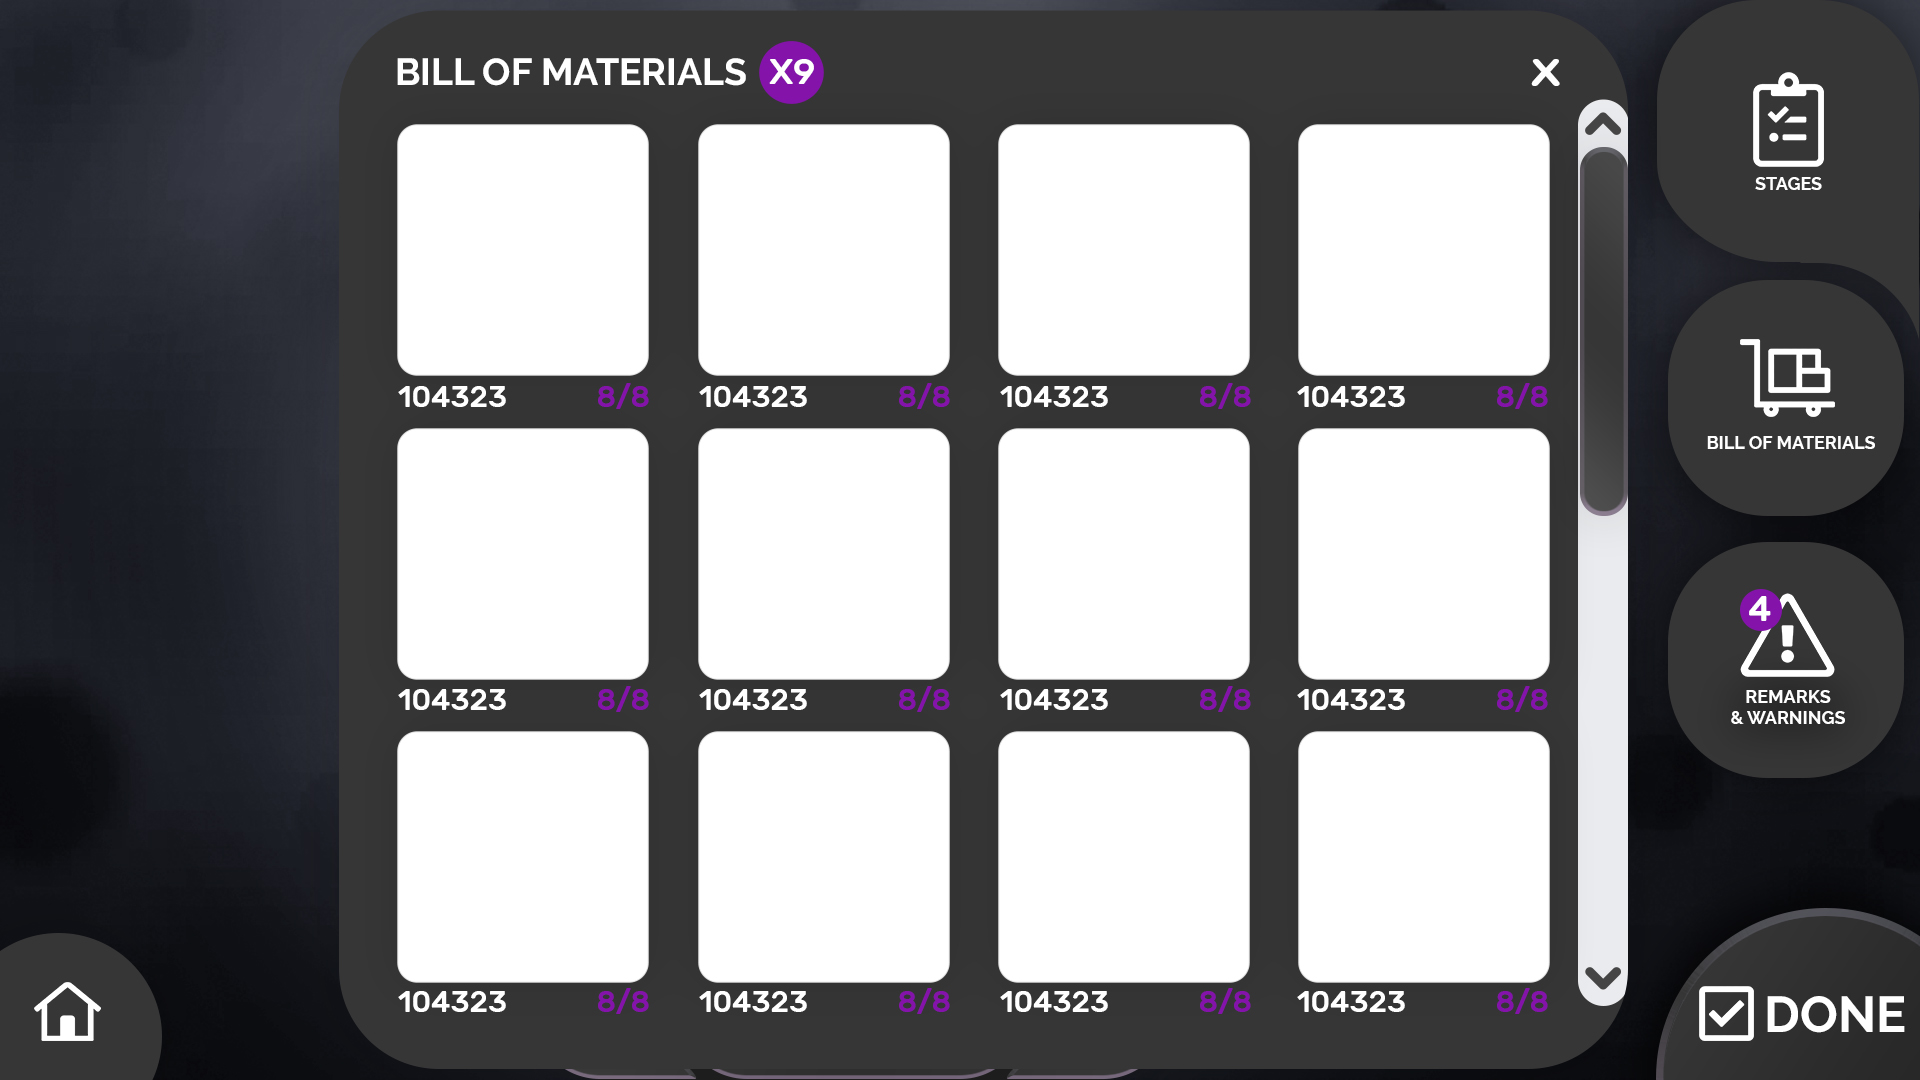 BILL OF MATERIALS X9 X
104323 8/8 104323 8/8 104323 8/8 104323 8/8
104323 8/8 104323 8/8 104323 8/8 104323 8/8
104323 8/8 104323 8/8 104323 8/8 104323 8/8
STAGES
BILL OF MATERIALS
4
REMARKS
& WARNINGS
DONE